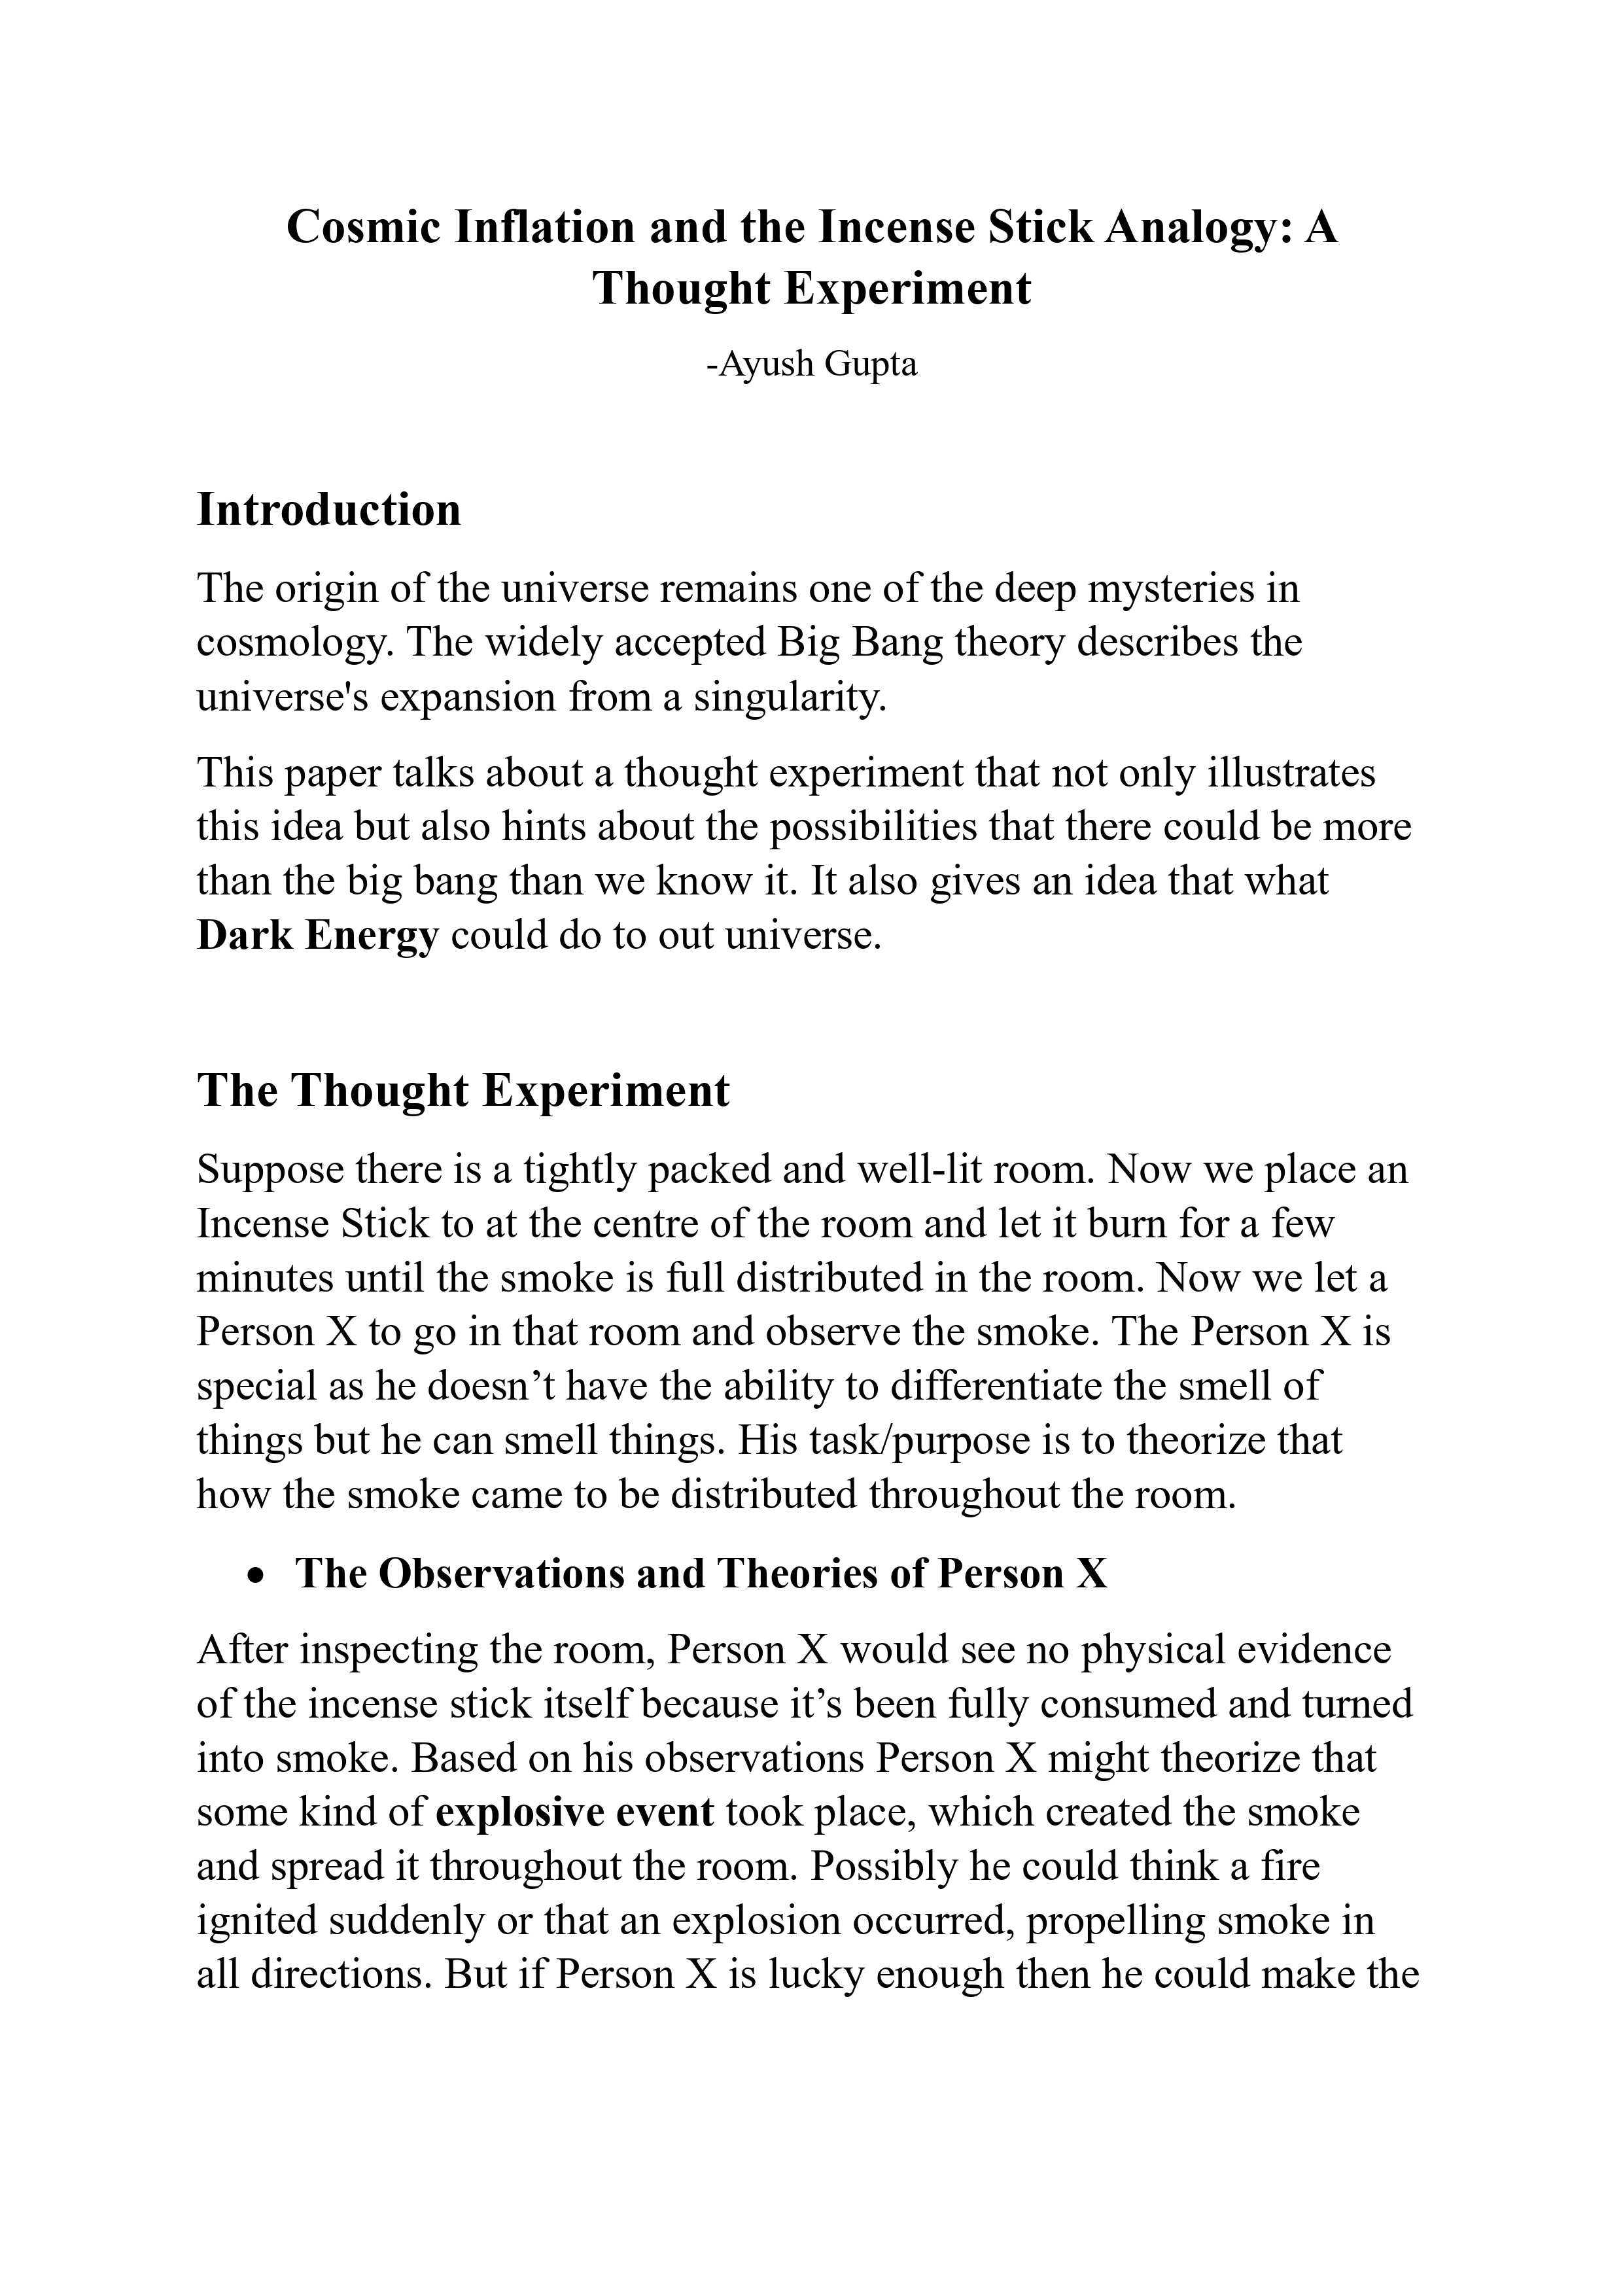 Cosmic Inflation and the Incense Stick Analogy: A
Thought Experiment
-Ayush Gupta
Introduction
The origin of the universe remains one of the deep mysteries in
cosmology. The widely accepted Big Bang theory describes the
universe's expansion from a singularity.
This paper talks about a thought experiment that not only illustrates
this idea but also hints about the possibilities that there could be more
than the big bang than we know it. It also gives an idea that what
Dark Energy could do to out universe.
The Thought Experiment
Suppose there is a tightly packed and well-lit room. Now we place an
Incense Stick to at the centre of the room and let it burn for a few
minutes until the smoke is full distributed in the room. Now we let a
Person X to go in that room and observe the smoke. The Person X is
special as he doesn’t have the ability to differentiate the smell of
things but he can smell things. His task/purpose is to theorize that
how the smoke came to be distributed throughout the room.
• The Observations and Theories of Person X
After inspecting the room, Person X would see no physical evidence
of the incense stick itself because it’s been fully consumed and turned
into smoke. Based on his observations Person X might theorize that
some kind of explosive event took place, which created the smoke
and spread it throughout the room. Possibly he could think a fire
ignited suddenly or that an explosion occurred, propelling smoke in
all directions. But if Person X is lucky enough then he could make the